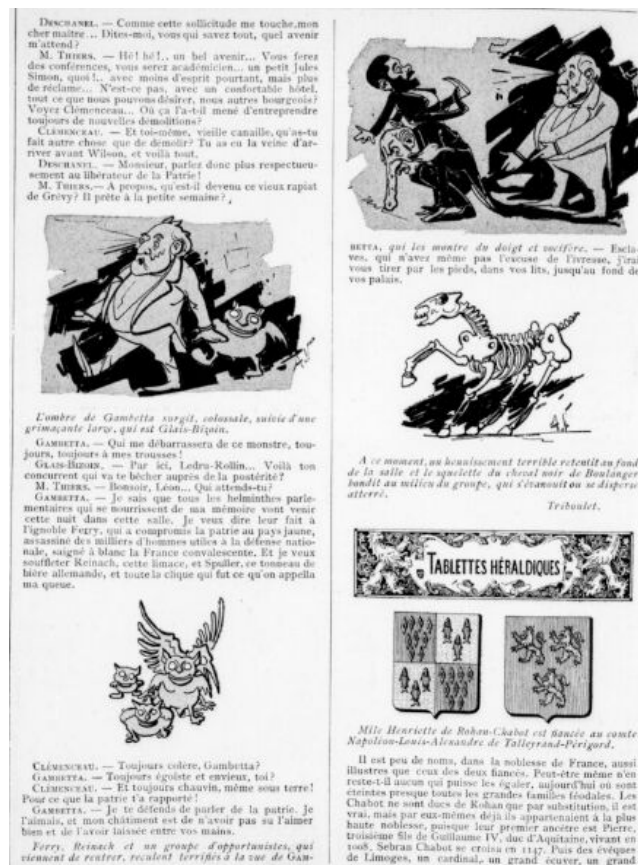 DESCHANEL. — Comme cette sollicitude me touche, mon
cher maître... Dites-moi, vous qui savez tout, quel avenir
m'attend?
M. THIERS. — Hé! hé!.. un bel avenir... Vous ferez
des conférences, vous serez académicien... un petit Jules
Simon, quoi!.. avec moins d'esprit pourtant, mais plus
de réclame... N'est-ce pas, avec un confortable hôtel,
tout ce que nous pouvons désirer, nous autres bourgeois?
Voyez Clémenceau... Où ça l'a-t-il mené d'entreprendre
toujours de nouvelles démolitions?
CLÉMENCEAU. — Et toi-même, vieille canaille, qu'as-tu
fait autre chose que de démolir? Tu as eu la veine d'ar-
river avant Wilson, et voilà tout.
DESCHANEL. — Monsieur, parlez donc plus respectueu-
sement au libérateur de la Patrie!
M. THIERS. — A propos, qu'est-il devenu ce vieux rapiat
de Grévy? Il prête à la petite semaine?
L'ombre de Gambetta surgit, colossale, suivie d'une
grimaçante larve, qui est Glais-Bizoin.
GAMBETTA. — Qui me débarrassera de ce monstre, tou-
jours, toujours à mes trousses!
GLAIS-BIZOIN. — Par ici, Ledru-Rollin... Voilà ton
concurrent qui va te bêcher auprès de la postérité?
M. THIERS. — Bonsoir, Léon... Qui attends-tu?
GAMBETTA. — Je sais que tous les helminthes parle-
mentaires qui se nourrissent de ma mémoire vont venir
cette nuit dans cette salle. Je veux dire leur fait à
l'ignoble Ferry, qui a compromis la patrie au pays jaune,
assassiné des milliers d'hommes utiles à la défense natio-
nale, saigné à blanc la France convalescente. Et je veux
souffleter Reinach, cette limace, et Spuller, ce tonneau de
bière allemande, et toute la clique qui fut ce qu'on appella
ma queue.
CLÉMENCEAU. — Toujours colère, Gambetta?
GAMBETTA. — Toujours égoïste et envieux, toi?
CLÉMENCEAU. — Et toujours chauvin, même sous terre!
Pour ce que la patrie t'a rapporté!
GAMBETTA. — Je te défends de parler de la patrie. Je
l'aimais, et mon châtiment est de n'avoir pas su l'aimer
bien et de l'avoir laissée entre vos mains.
Ferry, Reinach et un groupe d'opportunistes, qui
viennent de rentrer, reculent terrifiés à la vue de GAM-
BETTA, qui les montre du doigt et vocifère. — Escla-
ves, qui n'avez même pas l'excuse de l'ivresse, j'irai
vous tirer par les pieds, dans vos lits, jusqu'au fond de
vos palais.
A ce moment, un hennissement terrible retentit au fond
de la salle et le squelette du cheval noir de Boulanger
bondit au milieu du groupe, qui s'évanouit ou se disperse
atterré.
Triboulet.
TABLETTES HÉRALDIQUES
Mlle Henriette de Rohan-Chabot est fiancée au comte
Napoléon-Louis-Alexandre de Talleyrand-Périgord.
Il est peu de noms, dans la noblesse de France, aussi
illustres que ceux des deux fiancés. Peut-être même n'en
reste-t-il aucun qui puisse les égaler, aujourd'hui où sont
éteintes presque toutes les grandes familles féodales. Les
Chabot ne sont ducs de Rohan que par substitution, il est
vrai, mais par eux-mêmes déjà ils appartenaient à la plus
haute noblesse, puisque leur premier ancêtre est Pierre,
troisième fils de Guillaume IV, duc d'Aquitaine, vivant en
1008. Sebran Chabot se croisa en 1147. Puis des évêques
de Limoges, un cardinal, un grand écuyer, un grand